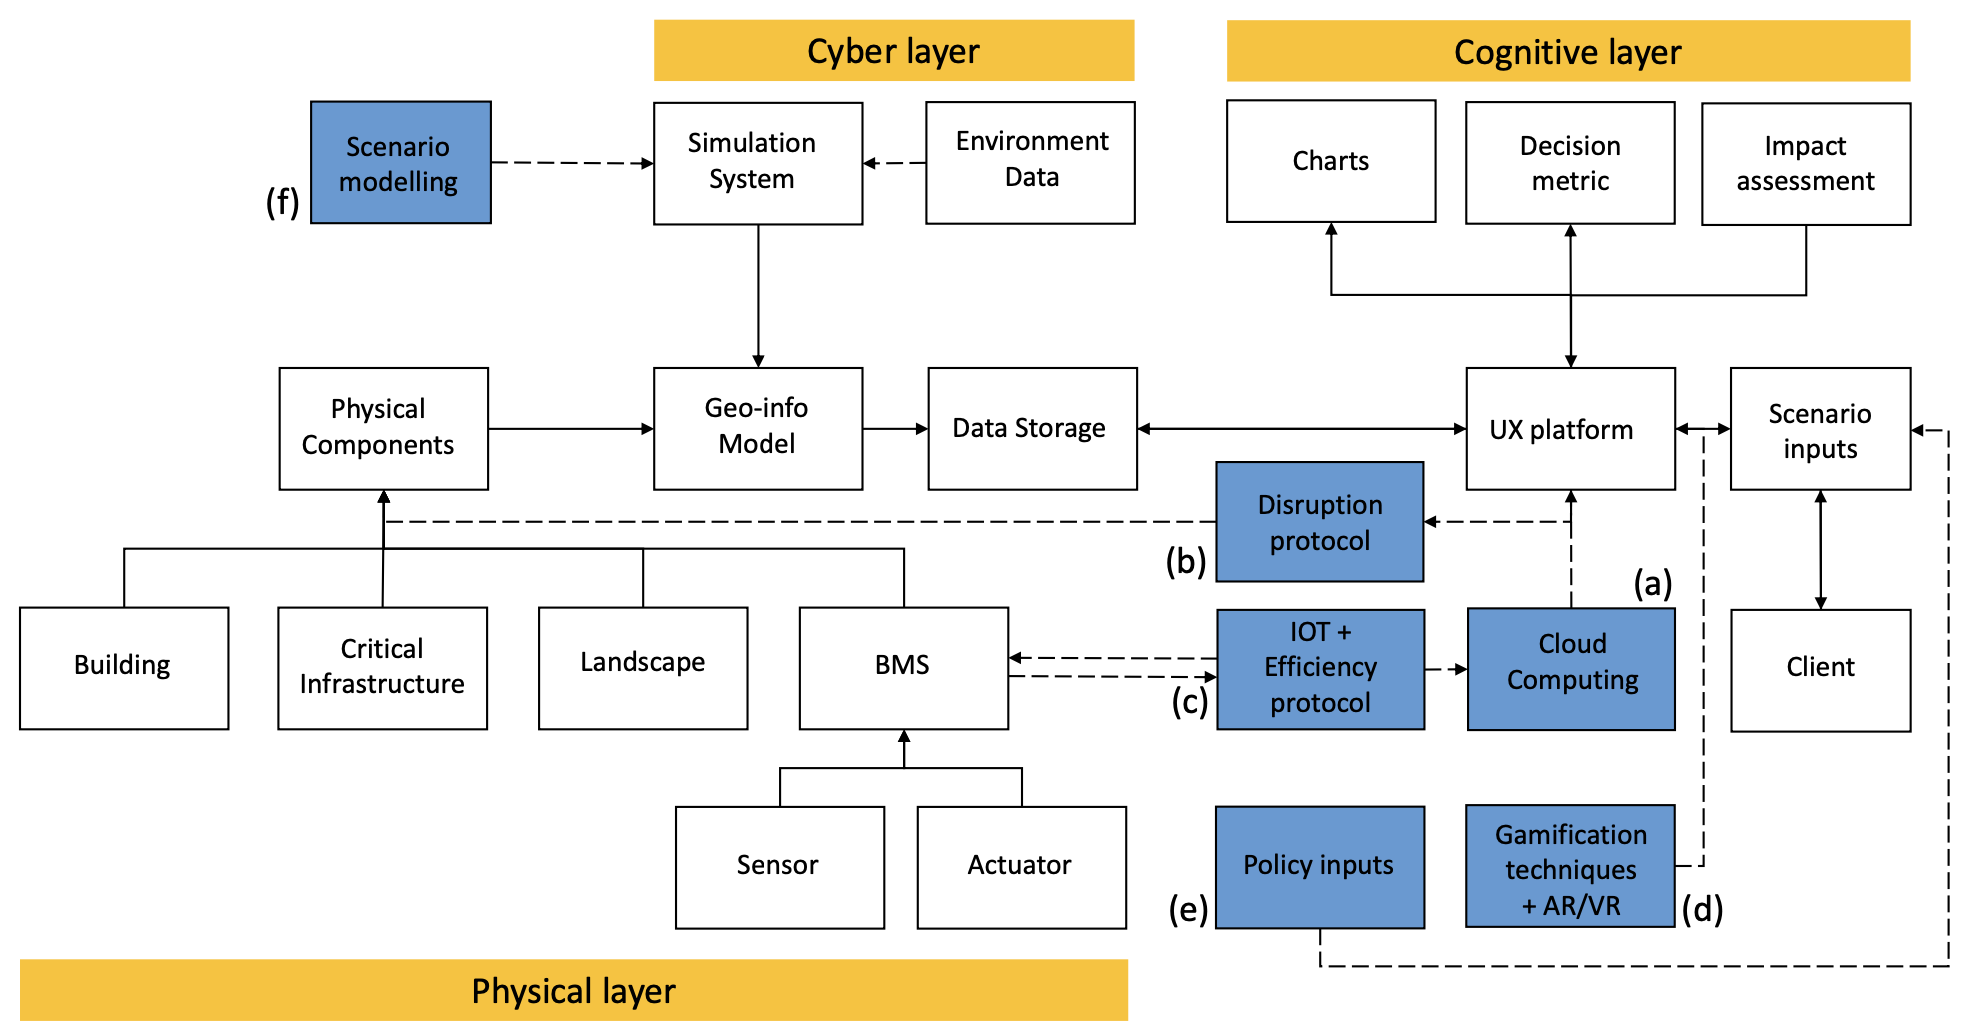 Cyber layer
Cognitive layer
Scenario
modelling
(f)
Simulation
System
Environment
Data
Charts
Decision
metric
Impact
assessment
Physical
Components
Geo-info
Model
Data Storage
UX platform
Scenario
inputs
Disruption
protocol
(b)
(a)
Building
Critical
Infrastructure
Landscape
BMS
IOT +
Efficiency
protocol
(c)
Cloud
Computing
Client
Sensor
Actuator
Policy inputs
(e)
Gamification
techniques
+ AR/VR
(d)
Physical layer